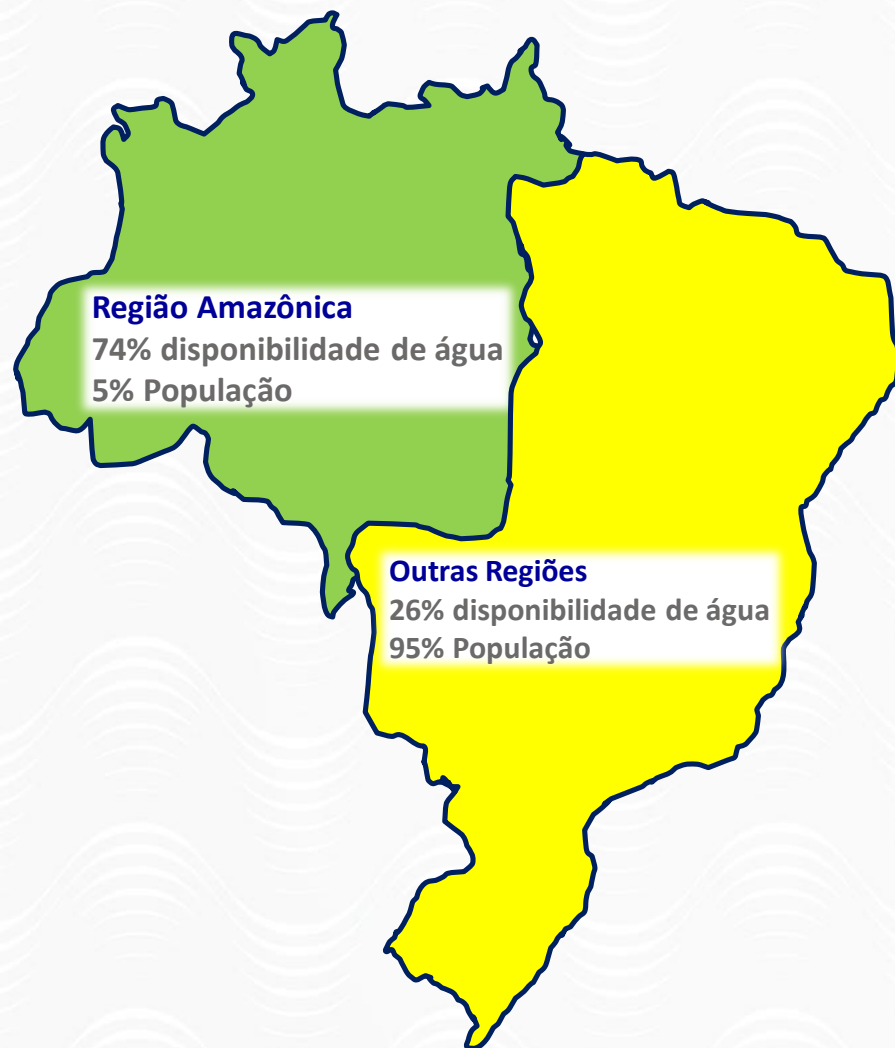 Região Amazônica
74% disponibilidade de água
5% População
Outras Regiões
26% disponibilidade de água
95% População